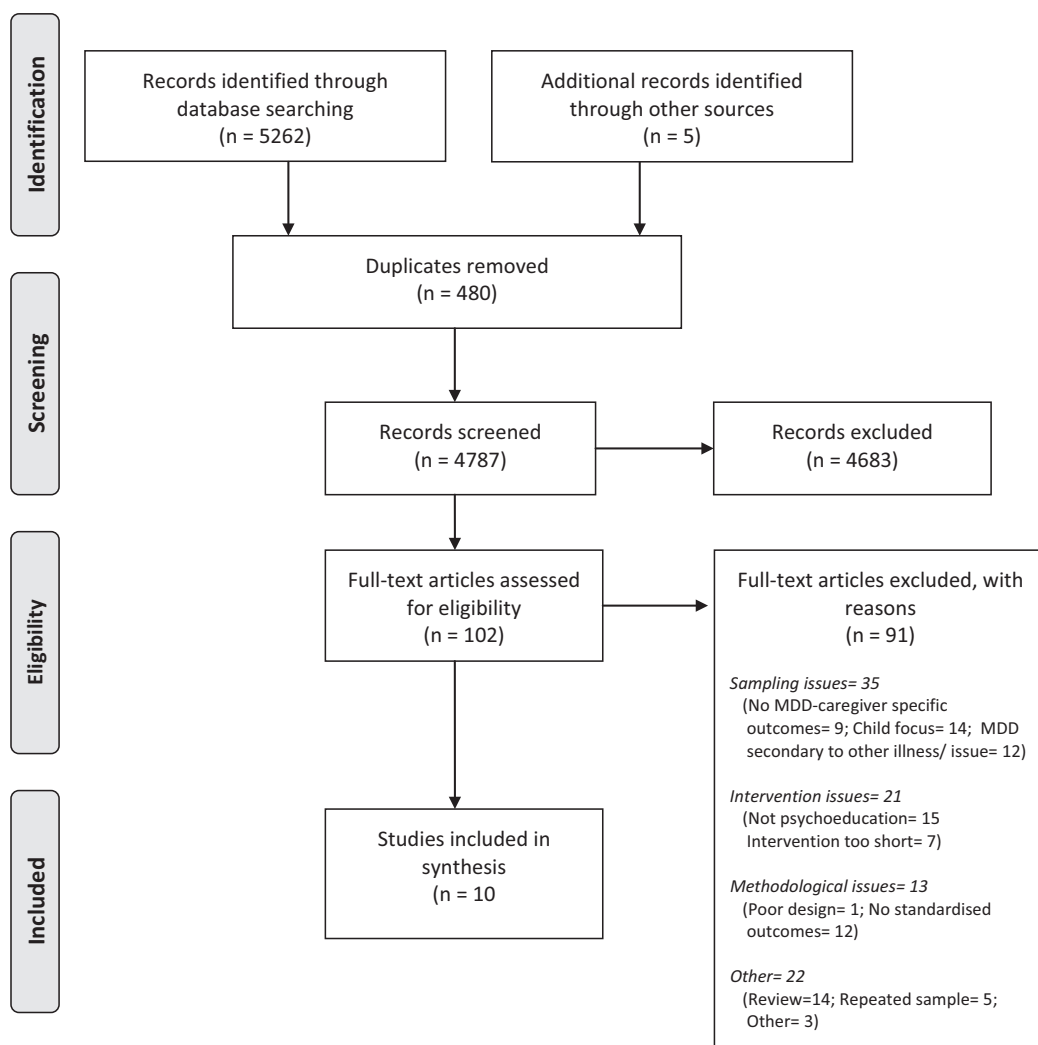 Identification
Records identified through
database searching
(n = 5262)
Additional records identified
through other sources
(n = 5)
Duplicates removed
(n = 480)
Screening
Records screened
(n = 4787)
Records excluded
(n = 4683)
Eligibility
Full-text articles assessed
for eligibility
(n = 102)
Full-text articles excluded, with
reasons
(n = 91)
Sampling issues= 35
(No MDD-caregiver specific
outcomes= 9; Child focus= 14; MDD
secondary to other illness/ issue= 12)
Intervention issues= 21
(Not psychoeducation= 15
Intervention too short= 7)
Methodological issues= 13
(Poor design= 1; No standardised
outcomes= 12)
Other= 22
(Review=14; Repeated sample= 5;
Other= 3)
Included
Studies included in
synthesis
(n = 10